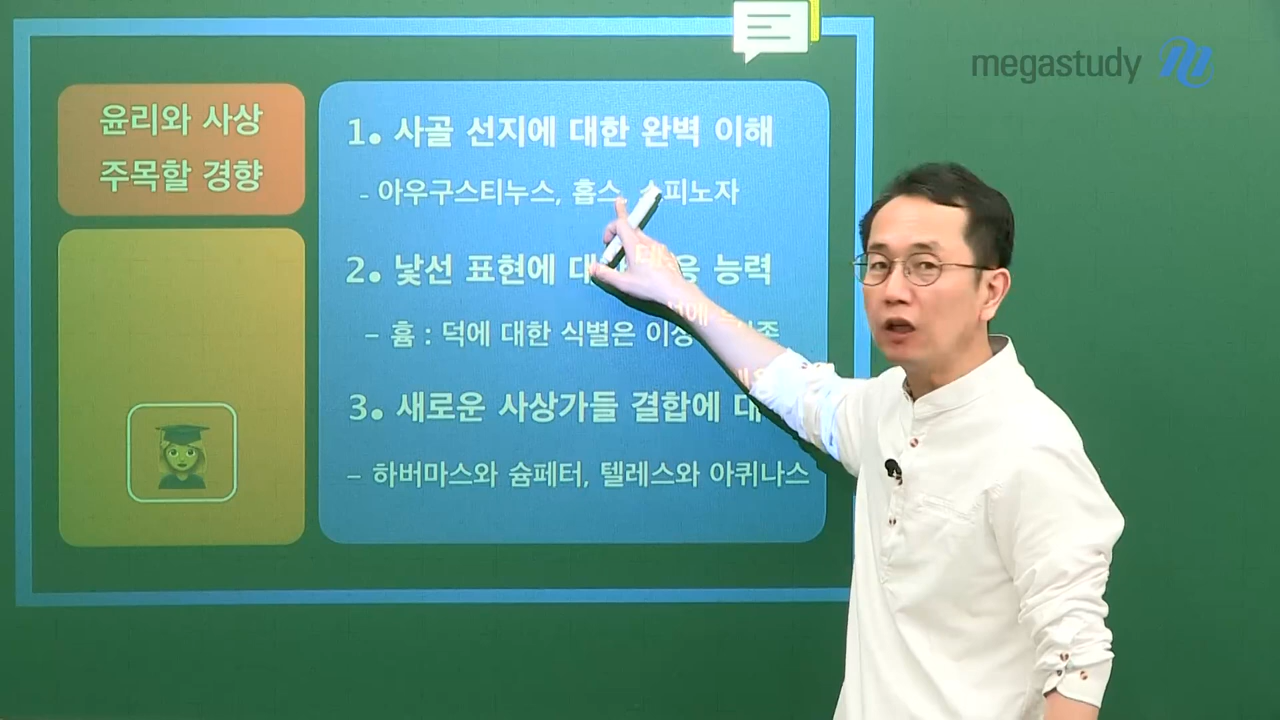 megastudy
윤리와 사상
주목할 경향
1. 사골 선지에 대한 완벽 이해
- 아우구스티누스, 홉스, 스피노자
2. 낯선 표현에 대한 능력
- 흄 : 덕에 대한 식별은
3. 새로운 사상가들 결합에
- 하버마스와 슘페터, 텔레스와 아퀴나스